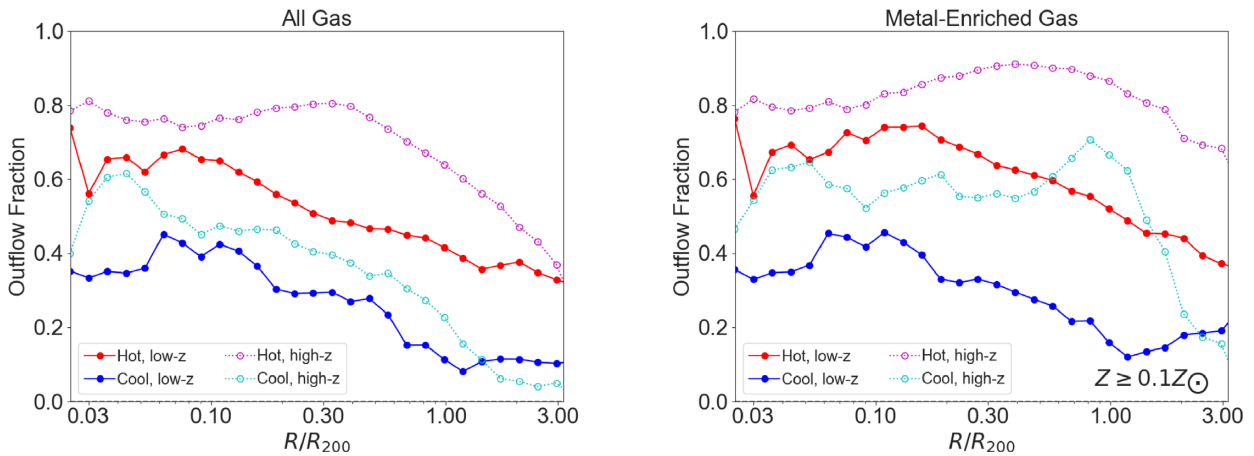 All Gas
1.0
0.8
0.6
0.4
0.2
0.0
Outflow Fraction
Hot, low-z
Cool, low-z
Hot, high-z
Cool, high-z
0.03 0.10 0.30 1.00 3.00
R/R200
Metal-Enriched Gas
1.0
0.8
0.6
0.4
0.2
0.0
Outflow Fraction
Hot, low-z
Cool, low-z
Hot, high-z
Cool, high-z
Z ≥ 0.1Z⊙
0.03 0.10 0.30 1.00 3.00
R/R200